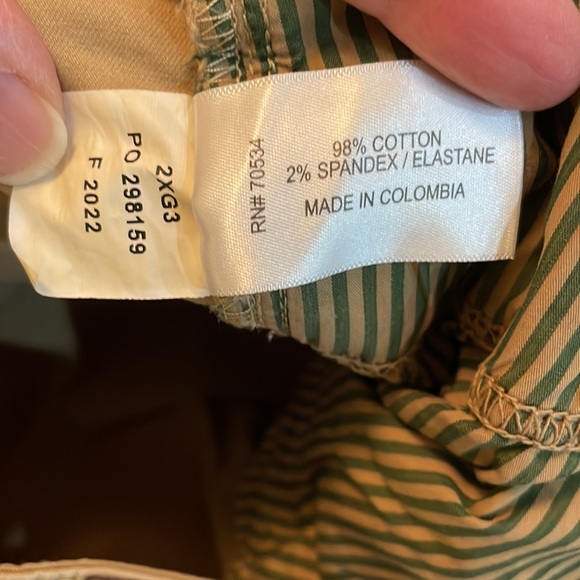 2XG3
PO 298159
F 2022
RN# 70534
98% COTTON
2% SPANDEX / ELASTANE
MADE IN COLOMBIA